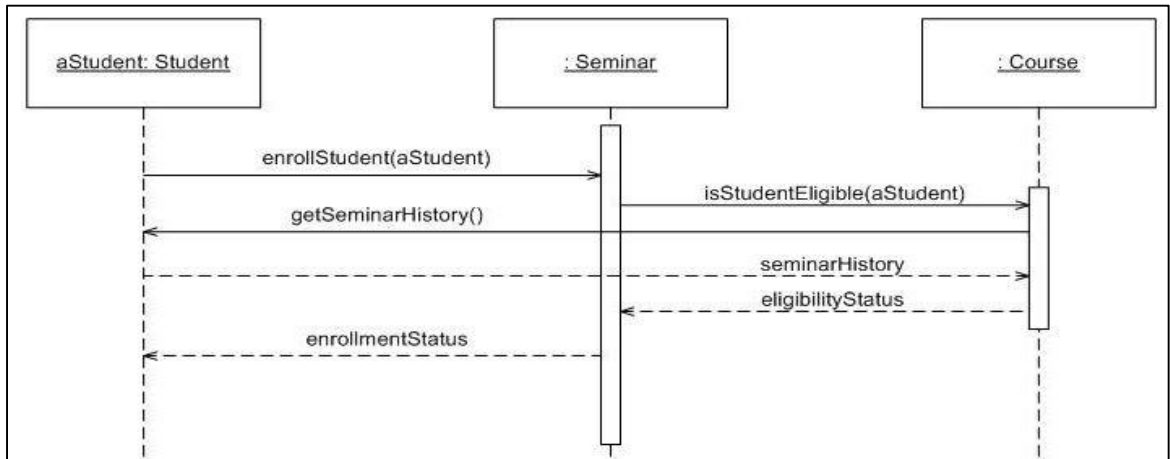 aStudent: Student
: Seminar
: Course
enrollStudent(aStudent)
isStudentEligible(aStudent)
getSeminarHistory()
seminarHistory
eligibilityStatus
enrollmentStatus